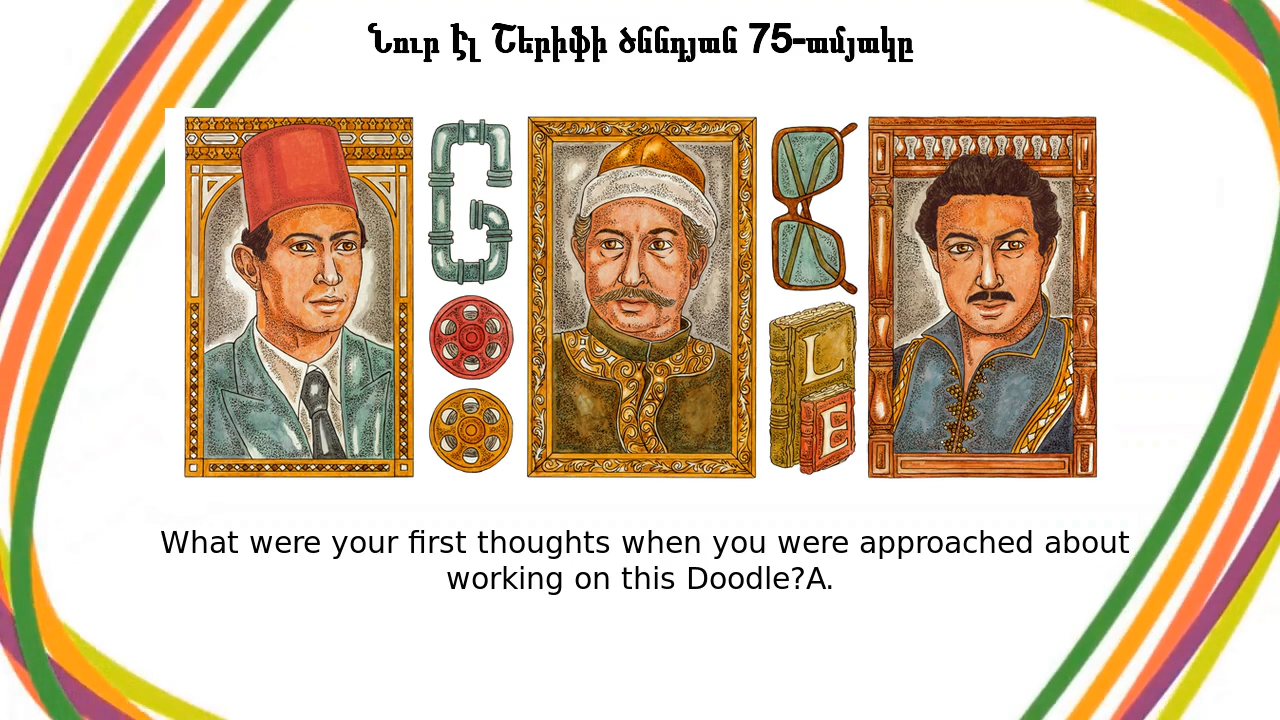 Նուր Էլ Շերիֆի ծննդյան 75-ամյակը
G
L
E
What were your first thoughts when you were approached about
working on this Doodle?A.